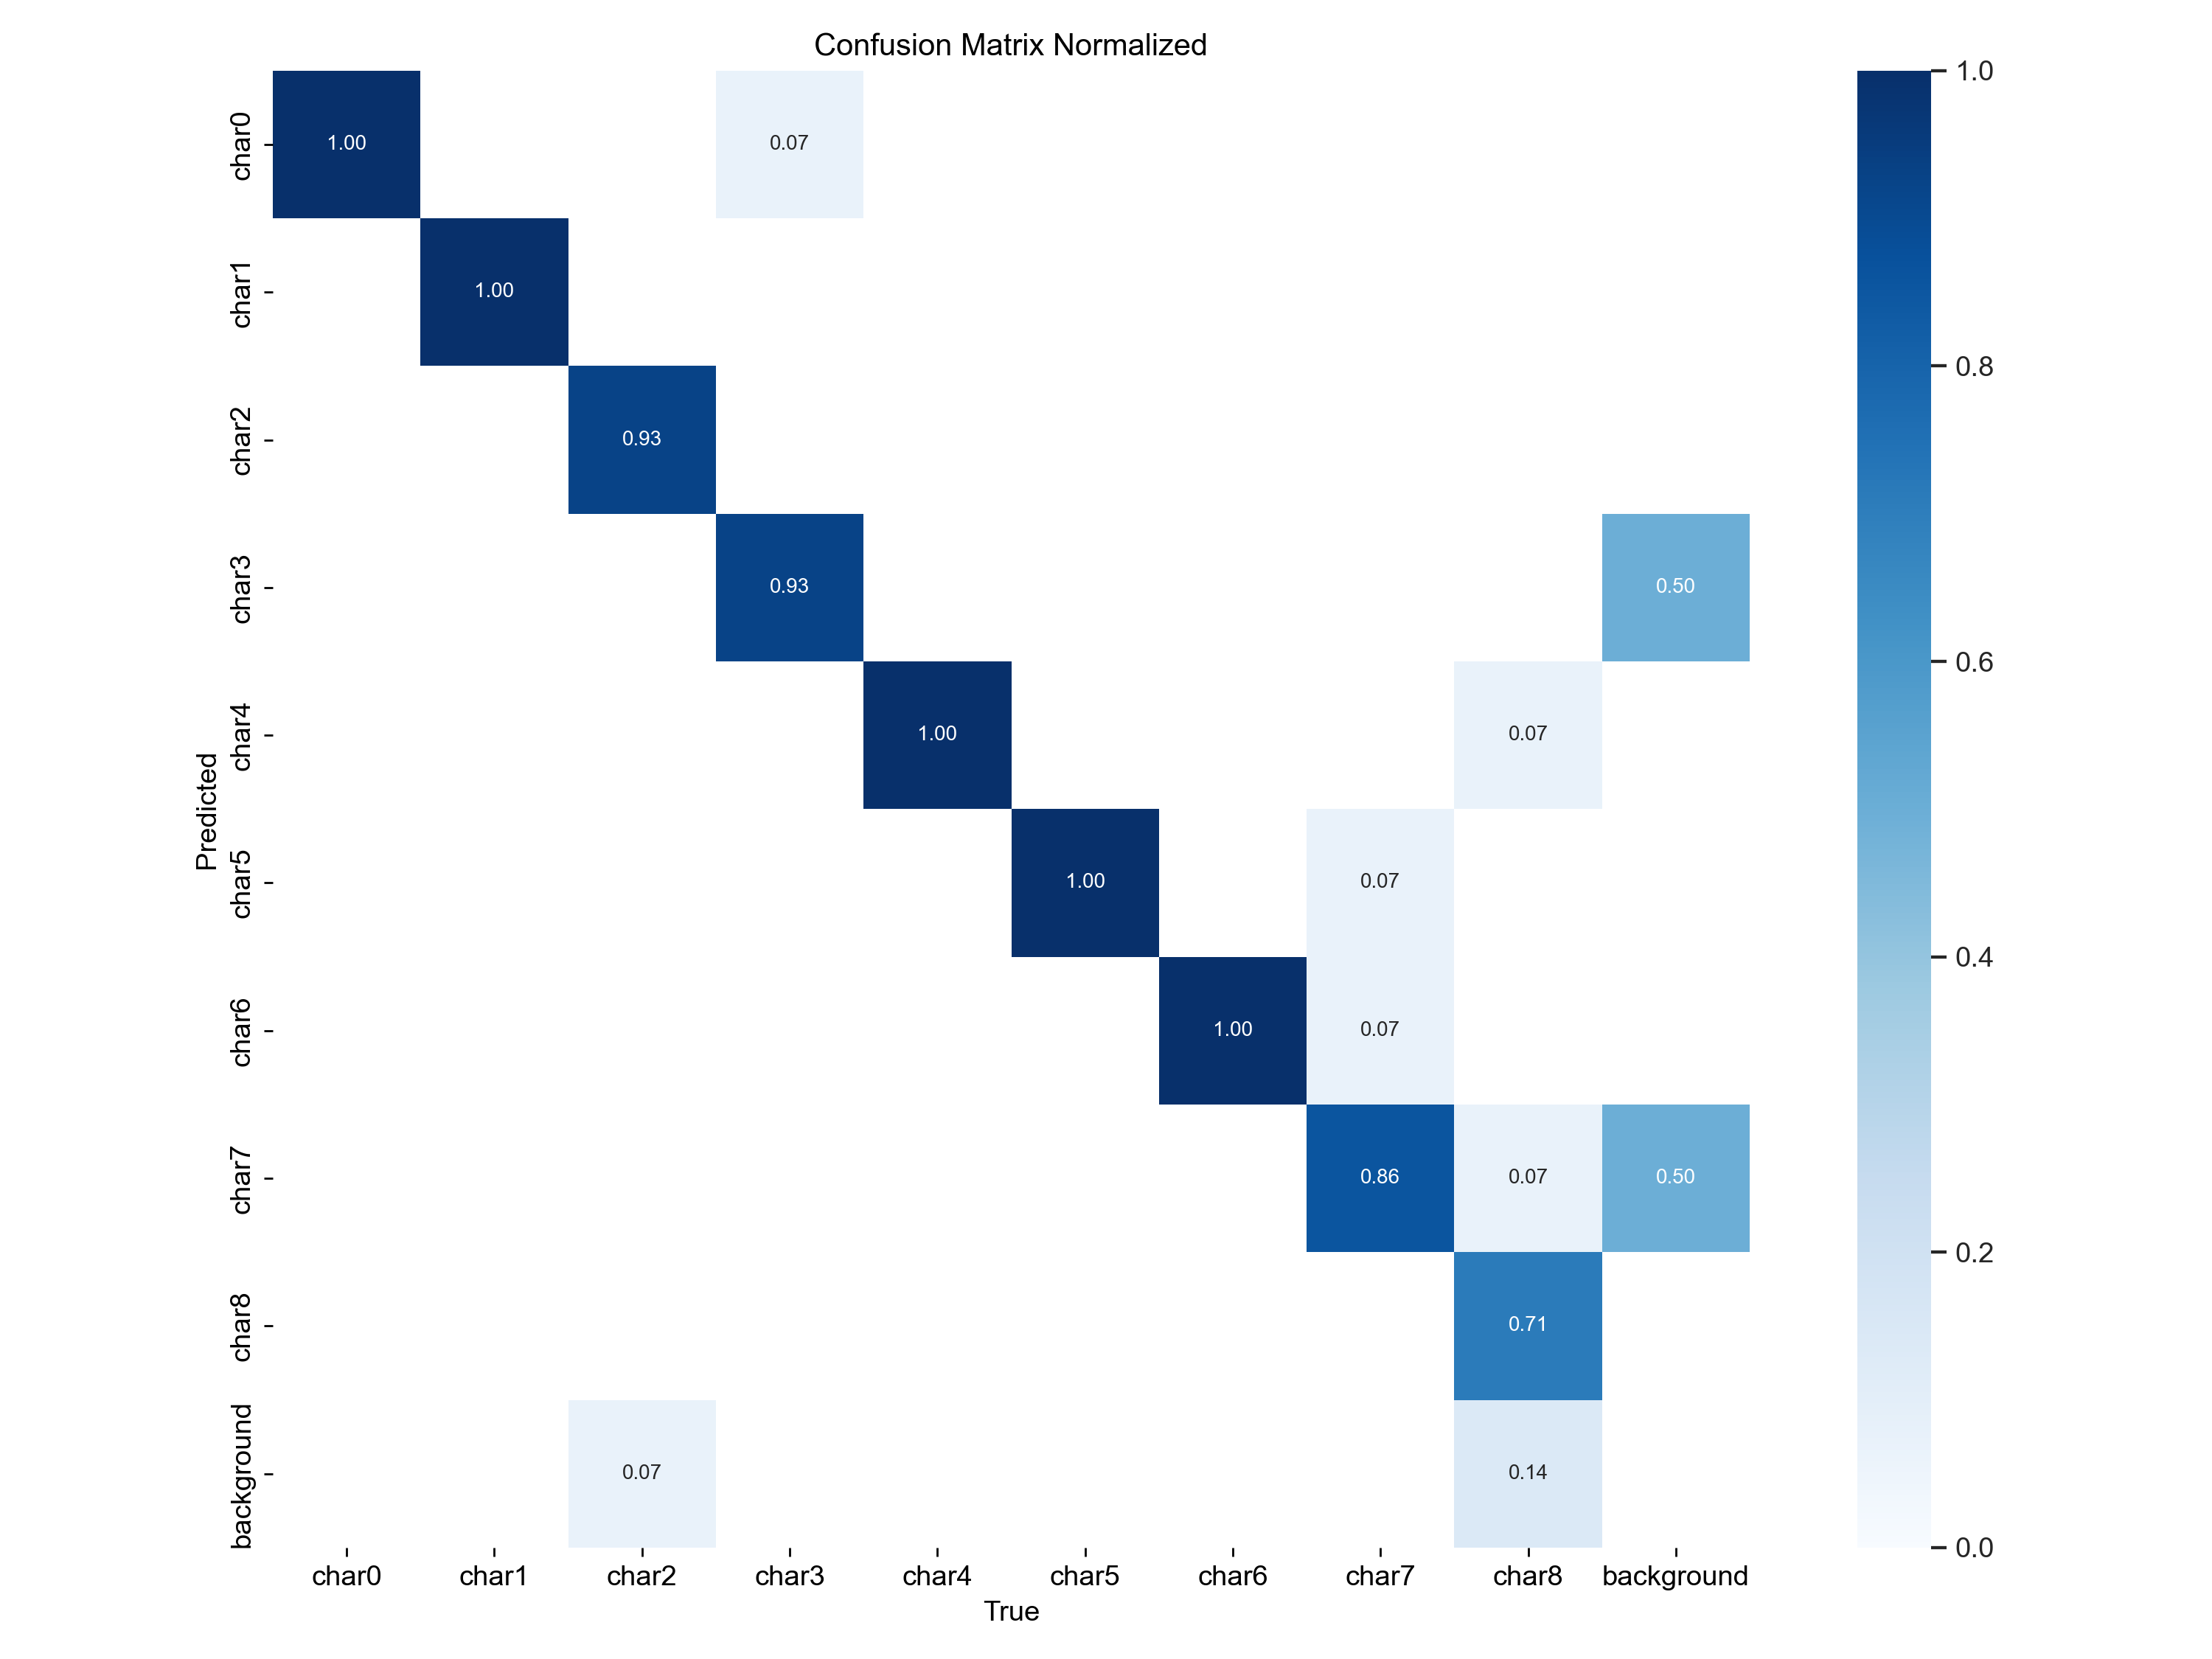 Confusion Matrix Normalized
char0 1.00 0.07
char1 1.00
char2 0.93
char3 0.93 0.50
char4 1.00 0.07
char5 1.00 0.07
char6 1.00 0.07
char7 0.86 0.07 0.50
char8 0.71
background 0.07 0.14
Predicted
char0 char1 char2 char3 char4 char5 char6 char7 char8 background
True
1.0
0.8
0.6
0.4
0.2
0.0